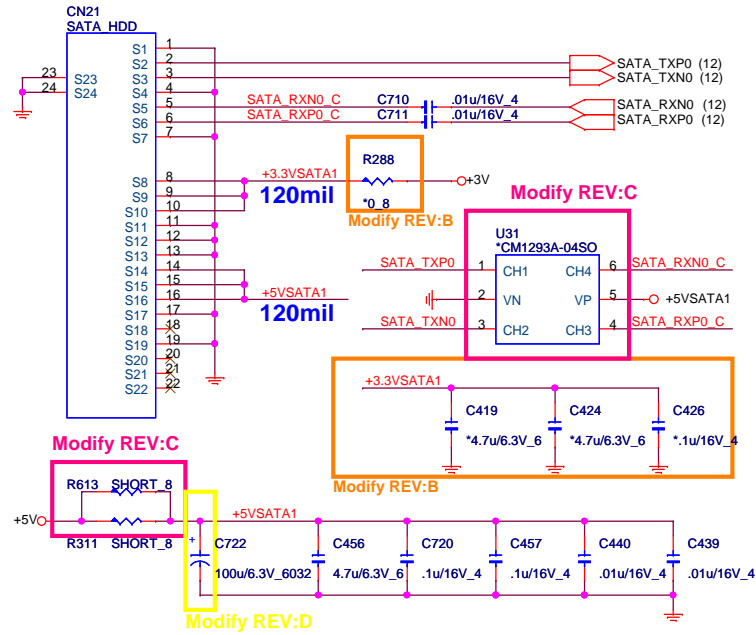 CN21
SATA_HDD
S1 1
S2 2 SATA_TXP0 (12)
23 S23 S3 3 SATA_TXN0 (12)
24 S24 S4 4
S5 5 SATA_RXN0_C C710 .01u/16V_4 SATA_RXN0 (12)
S6 6 SATA_RXP0_C C711 .01u/16V_4 SATA_RXP0 (12)
S7 7
R288
S8 8 +3.3VSATA1 +3V
S9 9 120mil *0_8 Modify REV:C
S10 10 Modify REV:B
S11 11 U31
S12 12 *CM1293A-04SO
S13 13 SATA_TXP0 1 CH1 CH4 6 SATA_RXN0_C
S14 14
S15 15
S16 16 +5VSATA1 2 VN VP 5 +5VSATA1
S17 17 120mil
S18 18 SATA_TXN0 3 CH2 CH3 4 SATA_RXP0_C
S19 19
S20 20
S21 21
S22 22 +3.3VSATA1
C419 C424 C426
*4.7u/6.3V_6 *4.7u/6.3V_6 *.1u/16V_4
Modify REV:C
Modify REV:B
R613 SHORT_8
+5V +5VSATA1
R311 SHORT_8 + C722 C456 C720 C457 C440 C439
100u/6.3V_6032 4.7u/6.3V_6 .1u/16V_4 .1u/16V_4 .01u/16V_4 .01u/16V_4
Modify REV:D